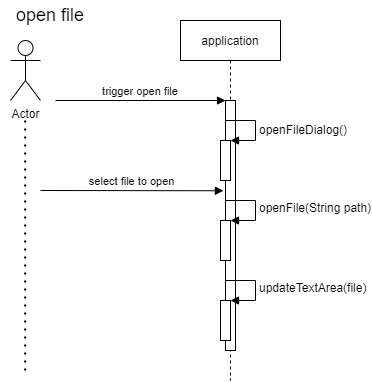 open file
application
Actor
trigger open file
openFileDialog()
select file to open
openFile(String path)
updateTextArea(file)